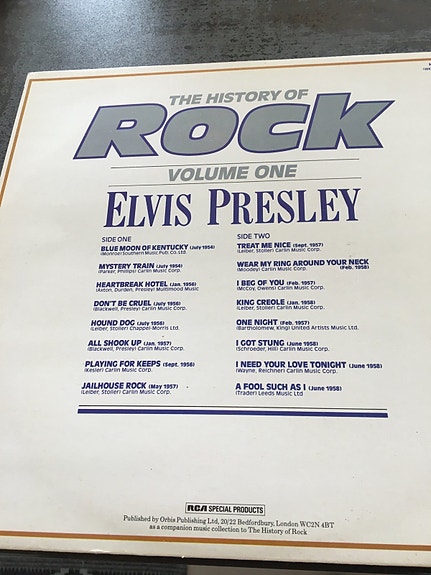 THE HISTORY OF
ROCK
VOLUME ONE
ELVIS PRESLEY
SIDE ONE
BLUE MOON OF KENTUCKY (July 1954)
(Monroe) Southern Music Pub. Co. Ltd.
MYSTERY TRAIN (July 1954)
(Parker, Phillips) Carlin Music Corp.
HEARTBREAK HOTEL (Jan. 1956)
(Axton, Durden, Presley) Multimood Music
DON'T BE CRUEL (July 1956)
(Blackwell, Presley) Carlin Music Corp.
HOUND DOG (July 1956)
(Leiber, Stoller) Chappel-Morris Ltd.
ALL SHOOK UP (Jan. 1957)
(Blackwell, Presley) Carlin Music Corp.
PLAYING FOR KEEPS (Sept. 1956)
(Kesler) Carlin Music Corp.
JAILHOUSE ROCK (May 1957)
(Leiber, Stoller) Carlin Music Corp.
SIDE TWO
TREAT ME NICE (Sept. 1957)
(Leiber, Stoller) Carlin Music Corp.
WEAR MY RING AROUND YOUR NECK
(Moodey) Carlin Music Corp. (Feb. 1958)
I BEG OF YOU (Feb. 1957)
(McCoy, Owens) Carlin Music Corp.
KING CREOLE (Jan. 1958)
(Leiber, Stoller) Carlin Music Corp.
ONE NIGHT (Feb. 1957)
(Bartholomew, King) United Artists Music Ltd.
I GOT STUNG (June 1958)
(Schroeder, Hill) Carlin Music Corp.
I NEED YOUR LOVE TONIGHT (June 1958)
(Wayne, Reichner) Carlin Music Corp.
A FOOL SUCH AS I (June 1958)
(Trader) Leeds Music Ltd
RCA SPECIAL PRODUCTS
Published by Orbis Publishing Ltd, 20/22 Bedfordbury, London WC2N 4BT
as a companion music collection to The History of Rock